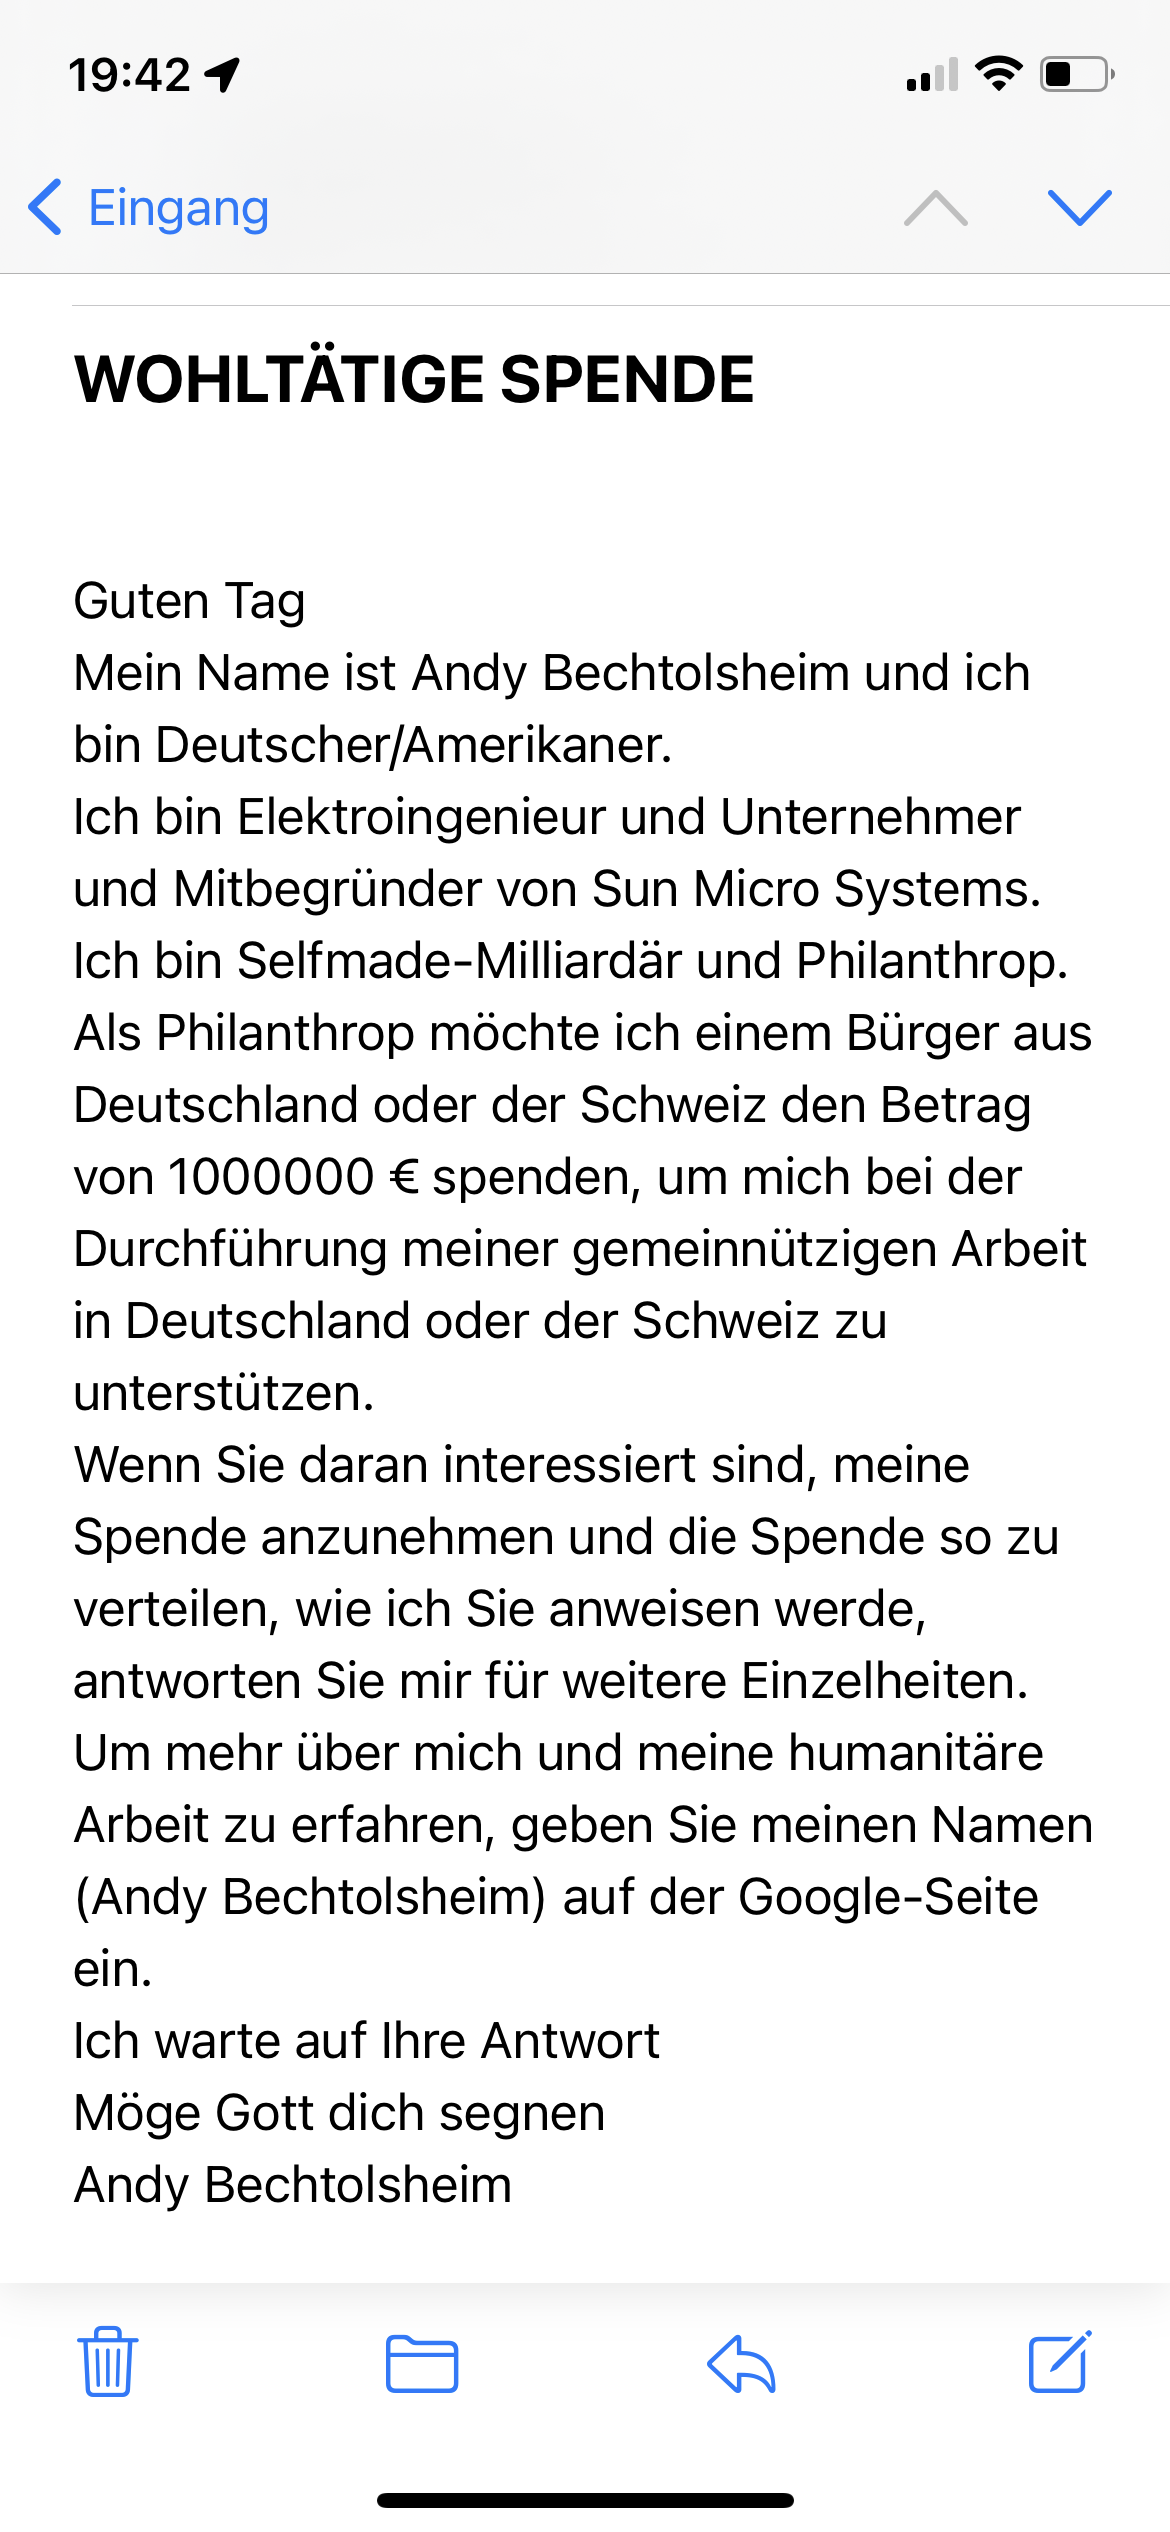 19:42
Eingang
WOHLTÄTIGE SPENDE
Guten Tag
Mein Name ist Andy Bechtolsheim und ich
bin Deutscher/Amerikaner.
Ich bin Elektroingenieur und Unternehmer
und Mitbegründer von Sun Micro Systems.
Ich bin Selfmade-Milliardär und Philanthrop.
Als Philanthrop möchte ich einem Bürger aus
Deutschland oder der Schweiz den Betrag
von 1000000 € spenden, um mich bei der
Durchführung meiner gemeinnützigen Arbeit
in Deutschland oder der Schweiz zu
unterstützen.
Wenn Sie daran interessiert sind, meine
Spende anzunehmen und die Spende so zu
verteilen, wie ich Sie anweisen werde,
antworten Sie mir für weitere Einzelheiten.
Um mehr über mich und meine humanitäre
Arbeit zu erfahren, geben Sie meinen Namen
(Andy Bechtolsheim) auf der Google-Seite
ein.
Ich warte auf Ihre Antwort
Möge Gott dich segnen
Andy Bechtolsheim